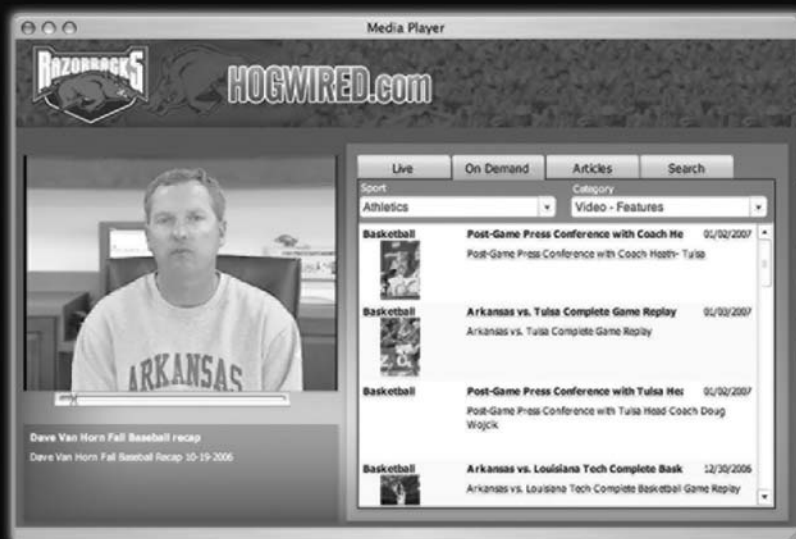 Media Player
RAZORBACKS
HOGWIRED.com
Live
On Demand
Articles
Search
Sport
Category
Athletics
Video - Features
Basketball
Post-Game Press Conference with Coach He
01/02/2007
Post-Game Press Conference with Coach Heath- Tulsa
Basketball
Arkansas vs. Tulsa Complete Game Replay
01/03/2007
Arkansas vs. Tulsa Complete Game Replay
Basketball
Post-Game Press Conference with Tulsa Hea
01/02/2007
Post-Game Press Conference with Tulsa Head Coach Doug
Wojcik
Basketball
Arkansas vs. Louisiana Tech Complete Bask
12/30/2006
Arkansas vs. Louisiana Tech Complete Basketball Game Replay
ARKANSAS
Dave Van Horn Fall Baseball recap
Dave Van Horn Fall Baseball Recap 10-19-2006